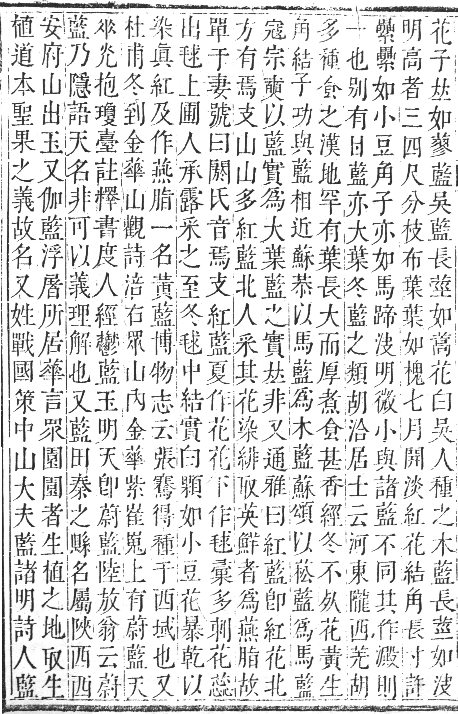 花子並如蓼藍吳藍長莖如蒿花白吳人種之木藍長莖如決
明高者三四尺分枝布葉葉如槐七月開淡紅花結角長寸許
纍纍如小豆角子亦如馬蹄決明微小與諸藍不同其作澱則
一也別有甘藍亦大葉冬藍之類胡洽居士云河東隴西羌胡
多種食之漢地罕有葉長大而厚煮食甚香經冬不死花黃生
角結子功與藍相近蘇恭以馬藍為木藍蘇頌以菘藍為馬藍
寇宗奭以藍實為大葉藍之實並非又通雅曰紅藍卽紅花北
方有焉支山山多紅藍北人采其花染緋取英鮮者為燕脂故
單于妻號曰閼氏音焉支紅藍夏作花花下作毬彙多刺花蕊
出毬上圃人承露采之至冬毬中結實白顆如小豆花暴乾以
染眞紅及作燕脂一名黃藍博物志云張騫得種于西域也又
杜甫冬到金華山觀詩涪右眾山內金華紫崔嵬上有蔚藍天
𠂹光抱瓊臺註釋書度人經鬱藍玉明天卽蔚藍陸放翁云蔚
藍乃隱語天名非可以義理解也又藍田秦之縣名屬陝西西
安府山出玉又伽藍浮屠所居華言眾園園者生植之地取生
植道本聖果之義故名又姓戰國策中山大夫藍諸明詩人藍